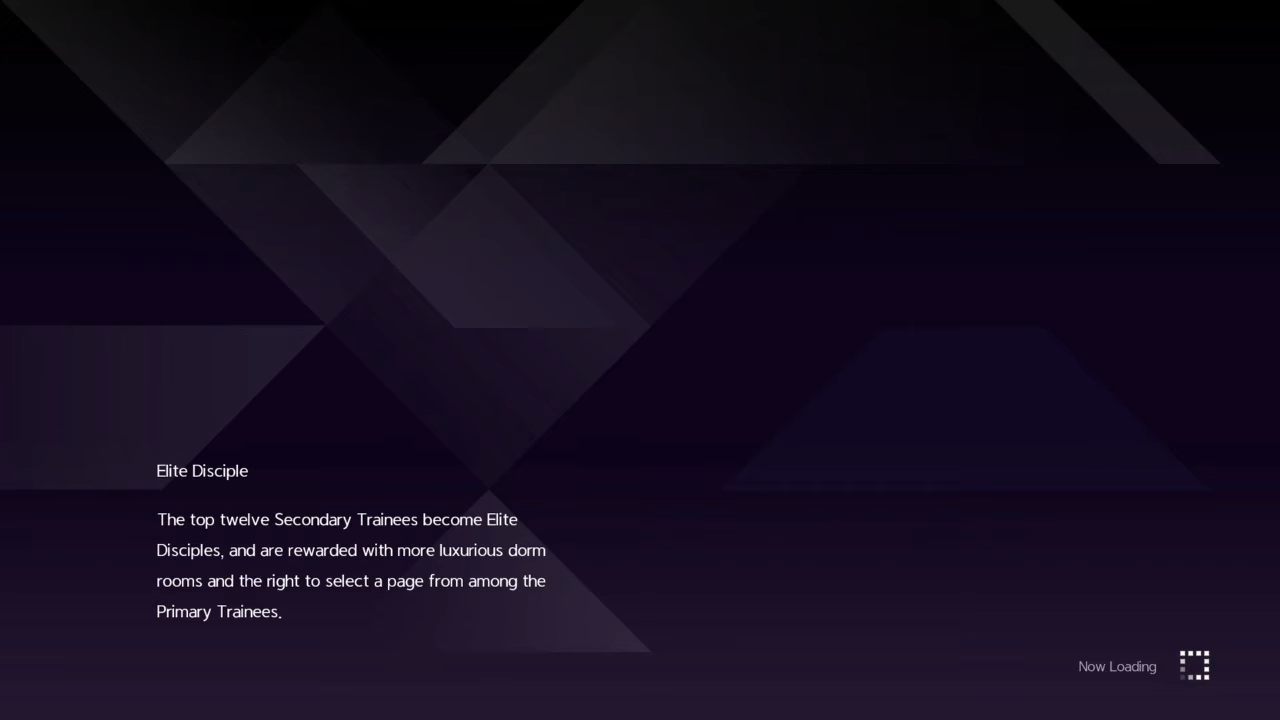 Elite Disciple
The top twelve Secondary Trainees become Elite
Disciples, and are rewarded with more luxurious dorm
rooms and the right to select a page from among the
Primary Trainees.
Now Loading